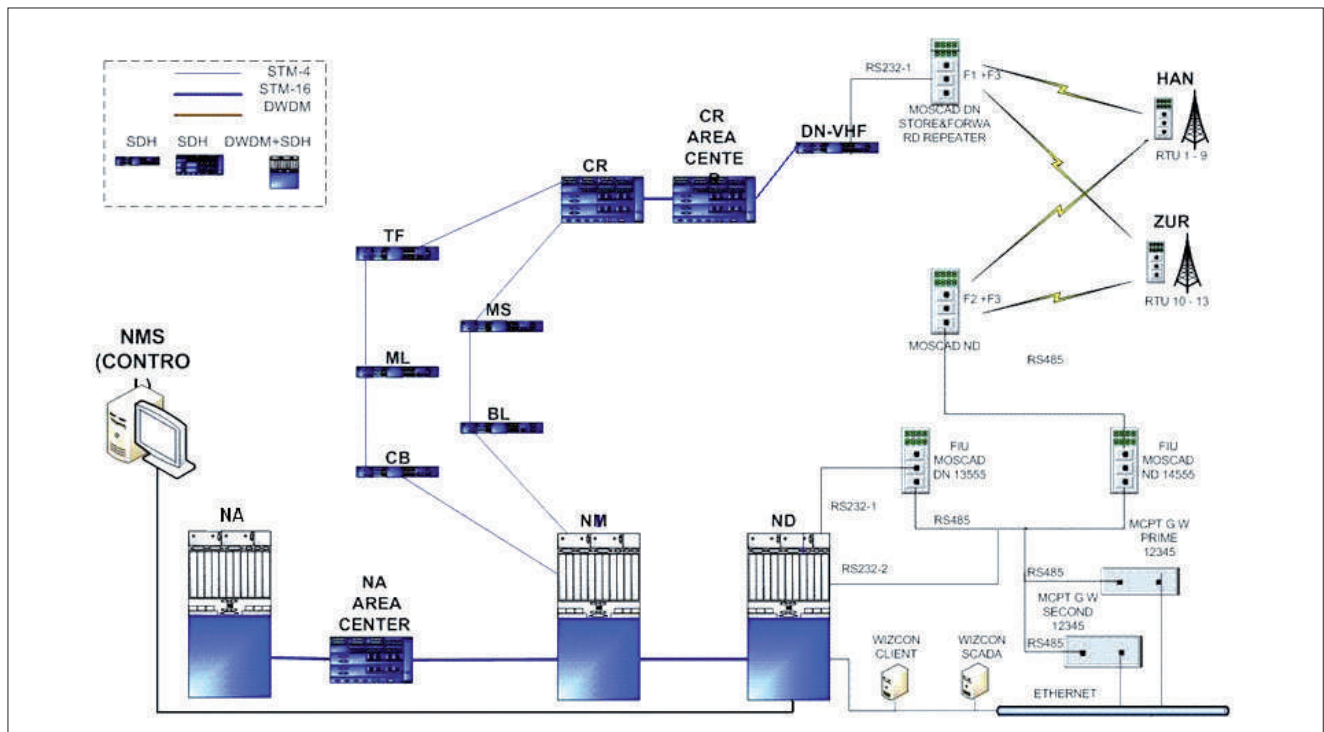 STM-4
STM-16
DWDM
SDH SDH DWDM+SDH
RS232-1
F1 +F3
MOSCAD DN
STORE&FORWA
RD REPEATER
HAN
RTU 1 - 9
CR
AREA
CENTE
R
DN-VHF
CR
TF
ZUR
RTU 10 - 13
F2 +F3
MOSCAD ND
RS485
MS
NMS
(CONTRO
L)
ML
BL
CB
FIU
MOSCAD
DN 13555
FIU
MOSCAD
ND 14555
RS232-1
RS485
NA
NM
ND
MCPT G W
PRIME
12345
RS232-2
RS485
MCPT G W
SECOND
12345
RS485
NA
AREA
CENTER
WIZCON
CLIENT
WIZCON
SCADA
ETHERNET